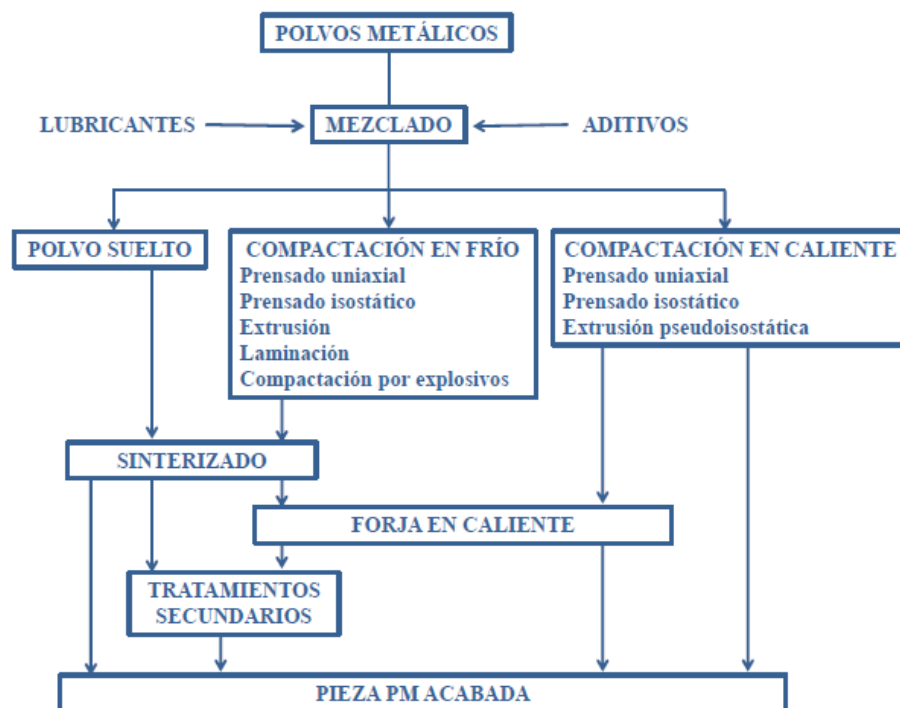 POLVOS METÁLICOS
LUBRICANTES
MEZCLADO
ADITIVOS
POLVO SUELTO
COMPACTACIÓN EN FRÍO
Prensado uniaxial
Prensado isostático
Extrusión
Laminación
Compactación por explosivos
COMPACTACIÓN EN CALIENTE
Prensado uniaxial
Prensado isostático
Extrusión pseudoisostática
SINTERIZADO
FORJA EN CALIENTE
TRATAMIENTOS
SECUNDARIOS
PIEZA PM ACABADA